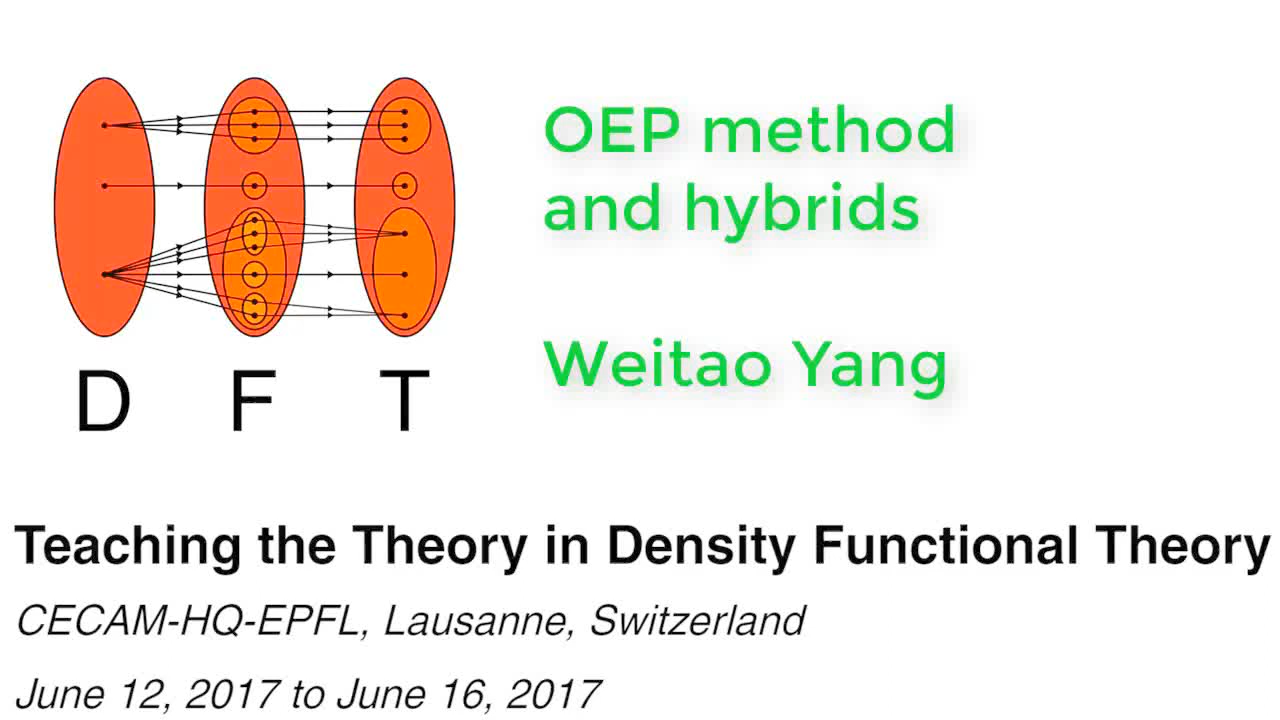 OEP method
and hybrids
Weitao Yang
D F T
Teaching the Theory in Density Functional Theory
CECAM-HQ-EPFL, Lausanne, Switzerland
June 12, 2017 to June 16, 2017